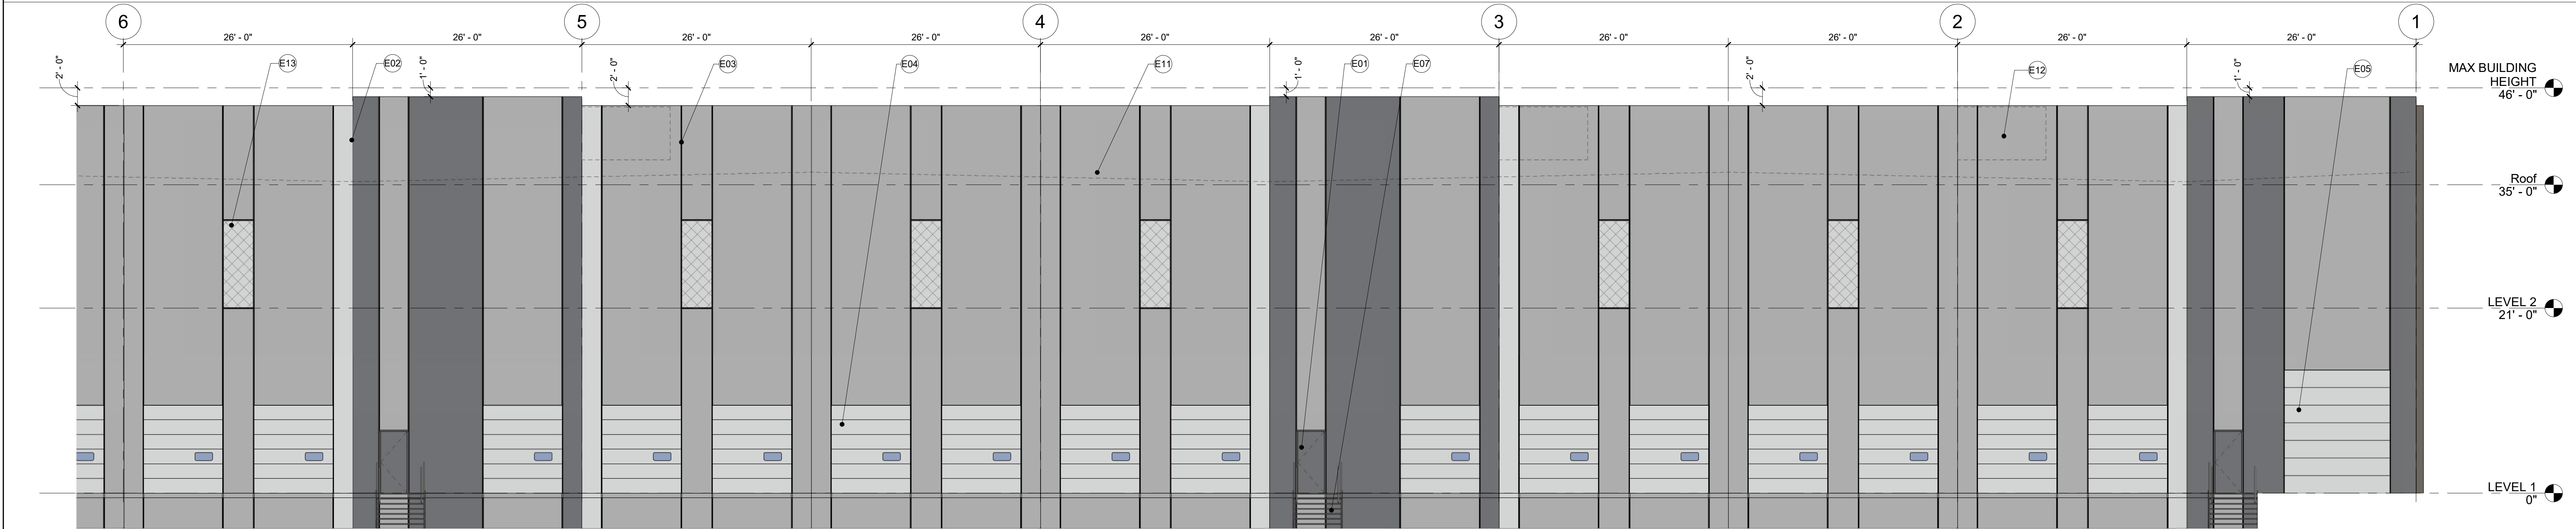 6 5 4 3 2 1
26' - 0" 26' - 0" 26' - 0" 26' - 0" 26' - 0" 26' - 0" 26' - 0" 26' - 0" 26' - 0"
2' - 0" E13 E02 1' - 0" 2' - 0" E03 E04 E11 1' - 0" E01 E07 2' - 0" E12 1' - 0" E05
MAX BUILDING
HEIGHT
46' - 0"
Roof
35' - 0"
LEVEL 2
21' - 0"
LEVEL 1
0"